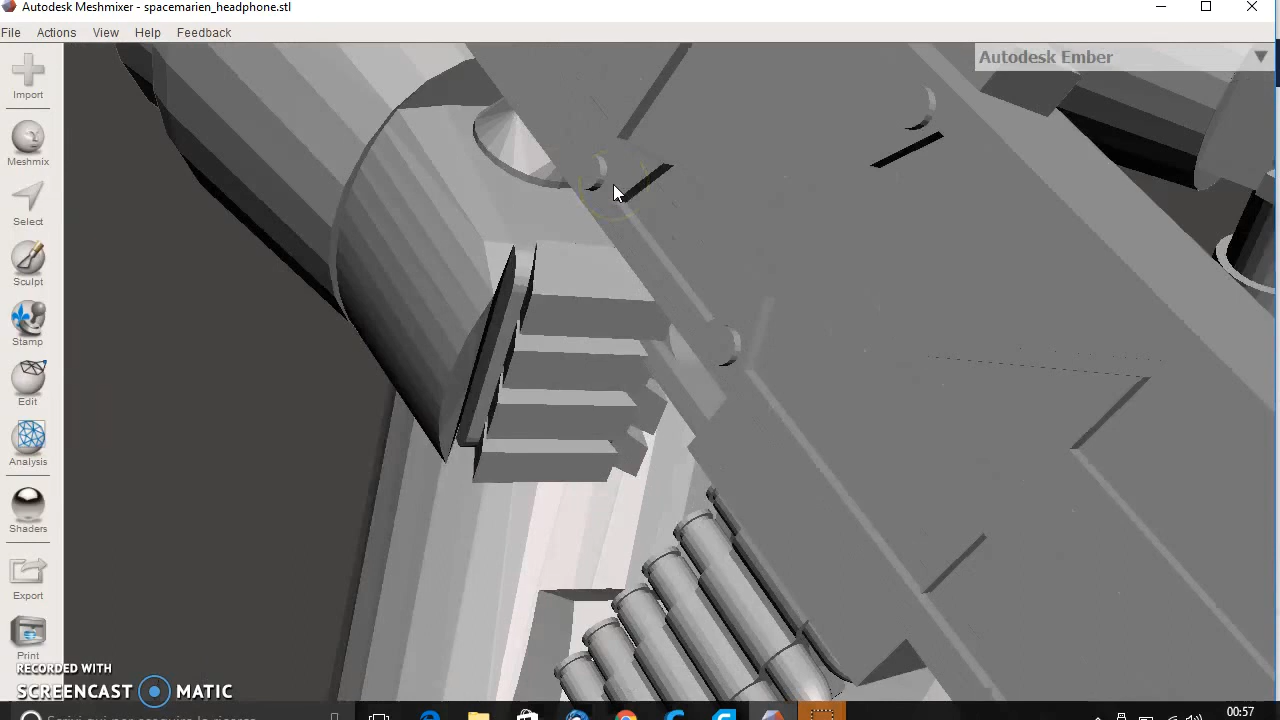 Autodesk Meshmixer - spacemarien_headphone.stl
File Actions View Help Feedback
Autodesk Ember
Import
Meshmix
Select
Sculpt
Stamp
Edit
Analysis
Shaders
Export
Print
RECORDED WITH
SCREENCAST MATIC
00:57